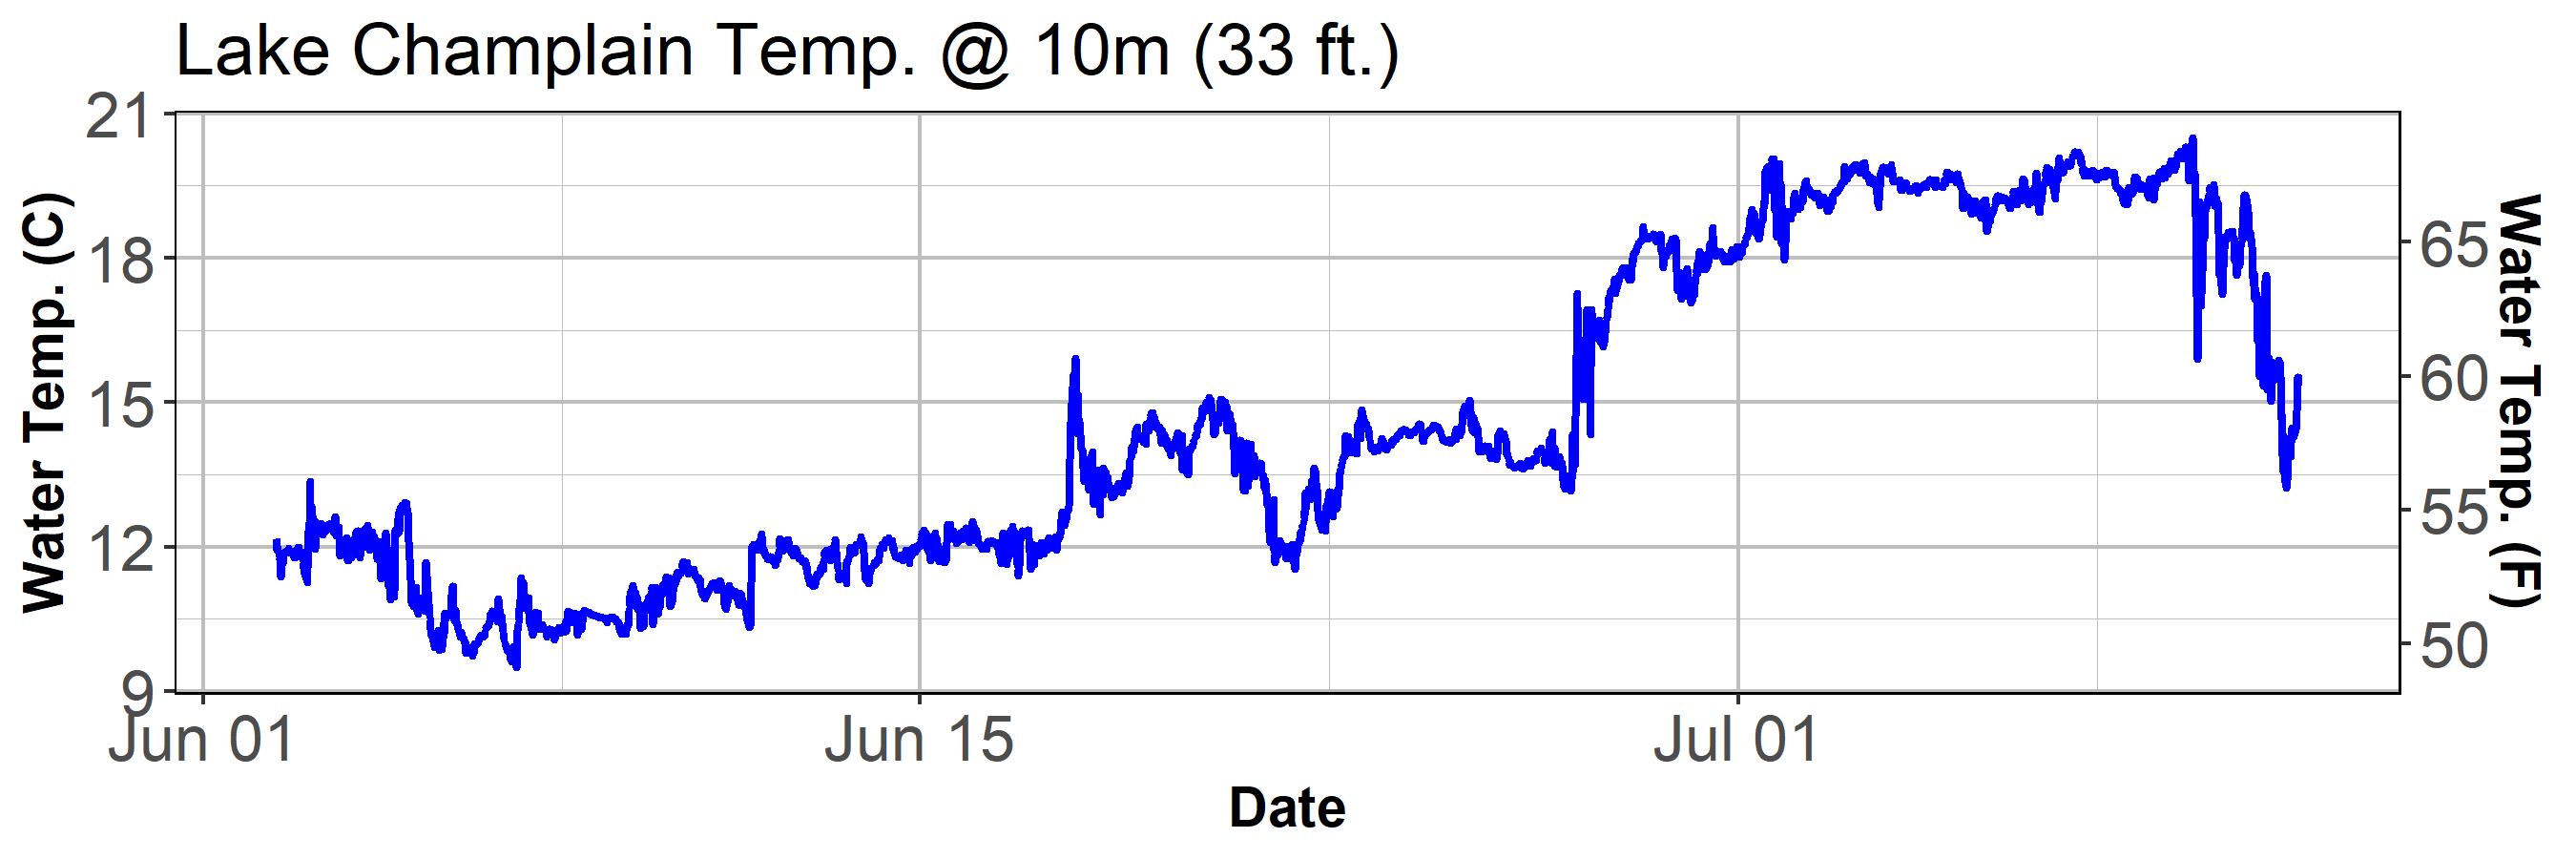 Lake Champlain Temp. @ 10m (33 ft.)
Water Temp. (C)
21
18
15
12
9
65
60
55
50
Water Temp. (F)
Jun 01
Jun 15
Jul 01
Date